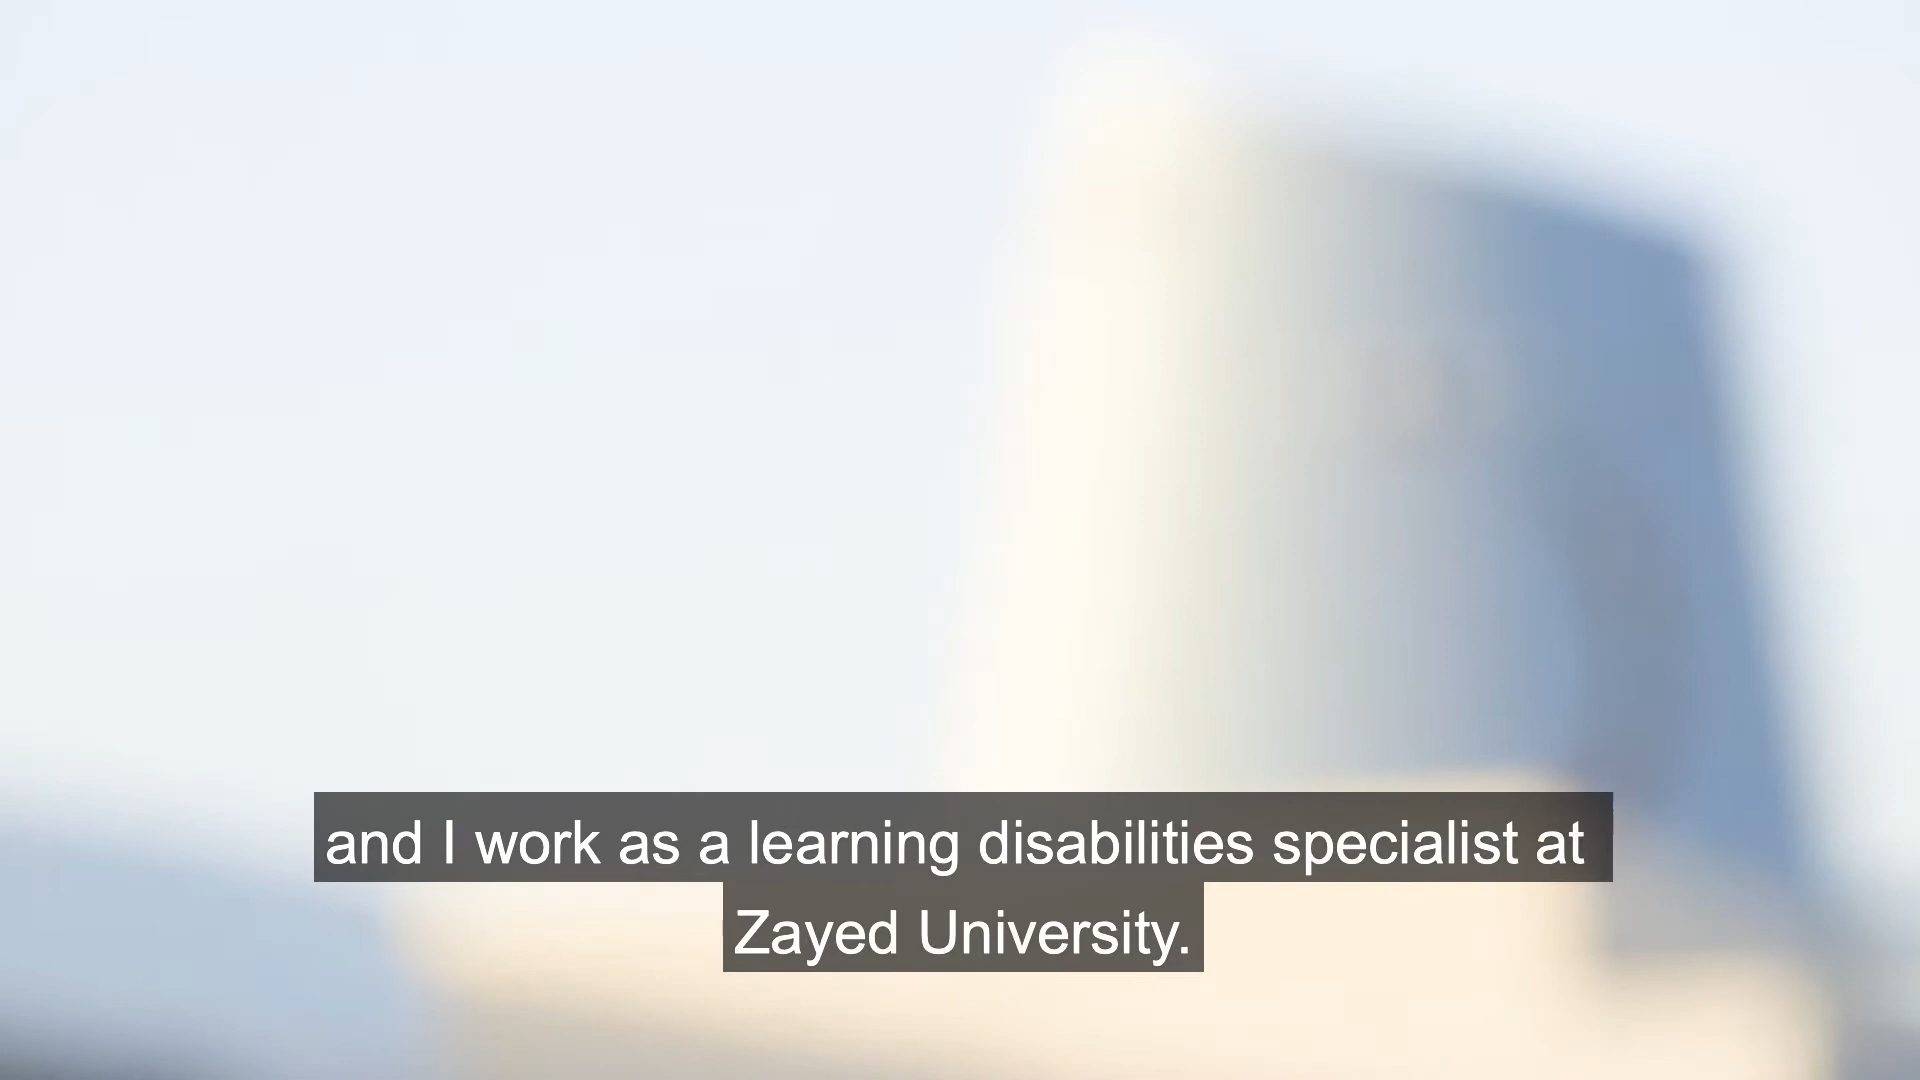 and I work as a learning disabilities specialist at
Zayed University.